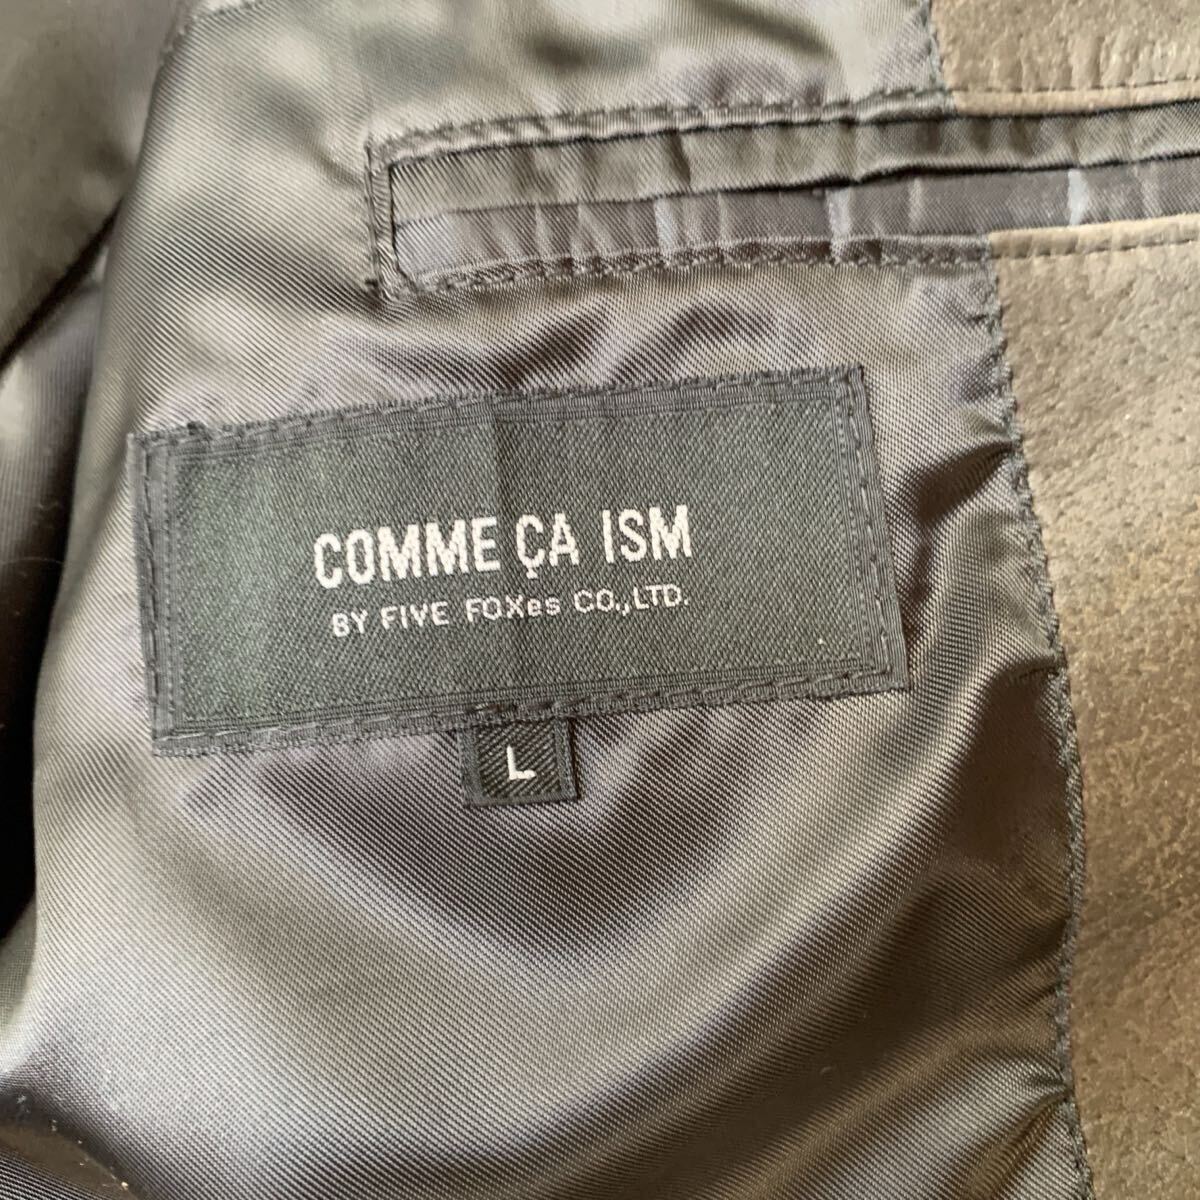 COMME ÇA ISM
BY FIVE FOXes CO.,LTD.
L